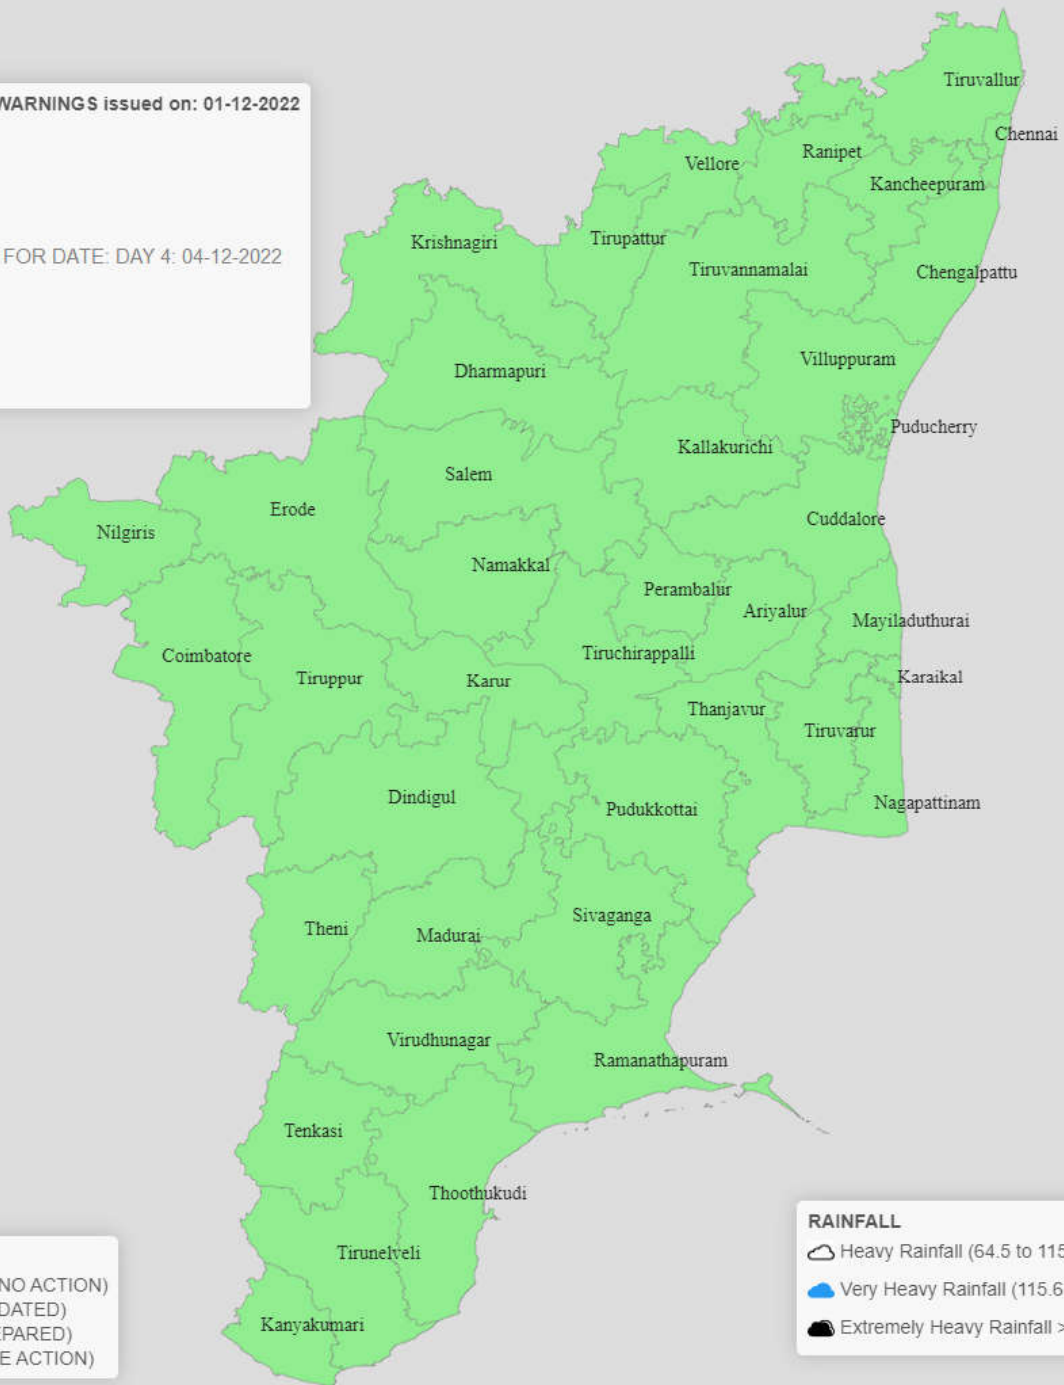 WARNINGS issued on: 01-12-2022
FOR DATE: DAY 4: 04-12-2022
Tiruvallur
Chennai
Ranipet
Vellore
Kancheepuram
Krishnagiri
Tirupattur
Tiruvannamalai
Chengalpattu
Villuppuram
Dharmapuri
Puducherry
Kallakurichi
Salem
Erode
Cuddalore
Nilgiris
Namakkal
Perambalur
Ariyalur
Mayiladuthurai
Coimbatore
Tiruchirappalli
Tiruppur
Karur
Karaikal
Thanjavur
Tiruvarur
Dindigul
Pudukkottai
Nagapattinam
Theni
Madurai
Sivaganga
Virudhunagar
Ramanathapuram
Tenkasi
Thoothukudi
Tirunelveli
Kanyakumari
NO ACTION)
DATED)
EPARED)
E ACTION)
RAINFALL
Heavy Rainfall (64.5 to 115
Very Heavy Rainfall (115.6
Extremely Heavy Rainfall >